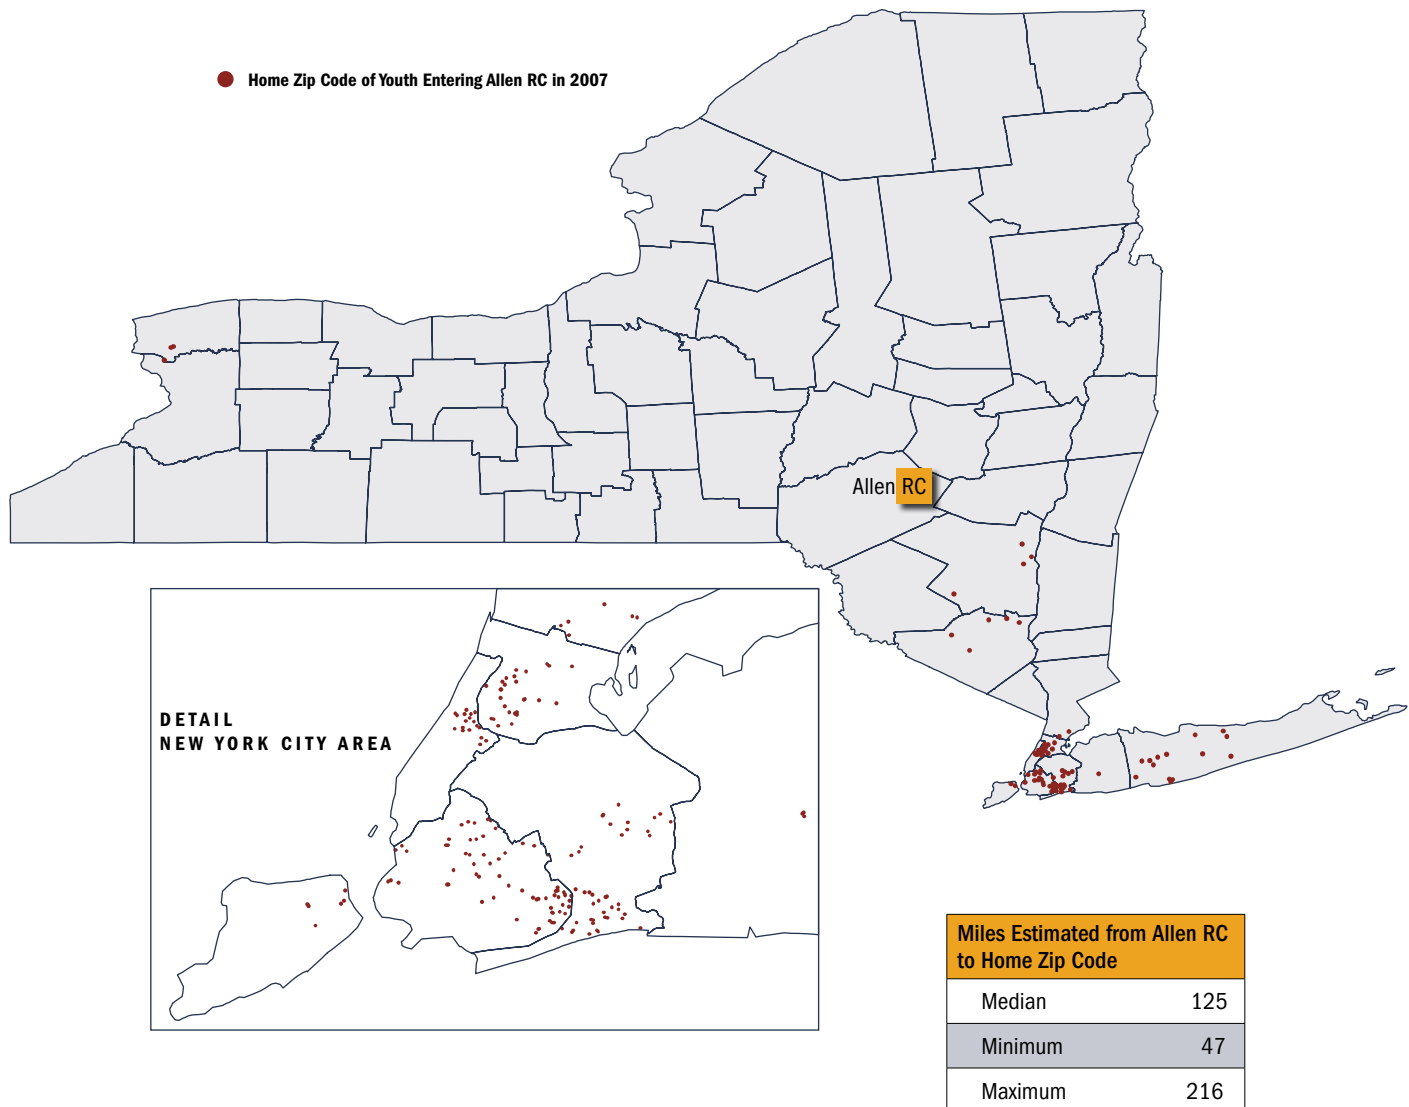 Home Zip Code of Youth Entering Allen RC in 2007
Allen RC
DETAIL
NEW YORK CITY AREA
Miles Estimated from Allen RC
to Home Zip Code
Median 125
Minimum 47
Maximum 216